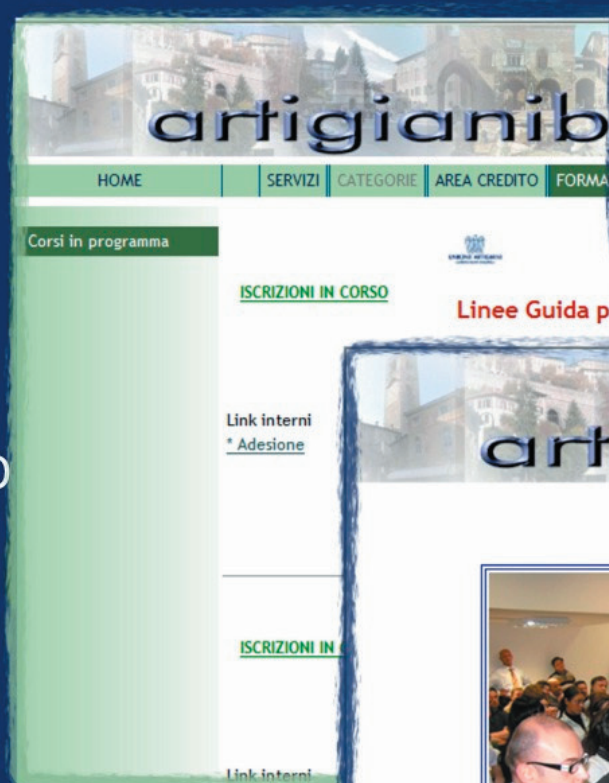 artigianib
HOME SERVIZI CATEGORIE AREA CREDITO FORMA
Corsi in programma
ISCRIZIONI IN CORSO
Linee Guida p
Link interni
* Adesione
art
o
ISCRIZIONI IN
Link interni